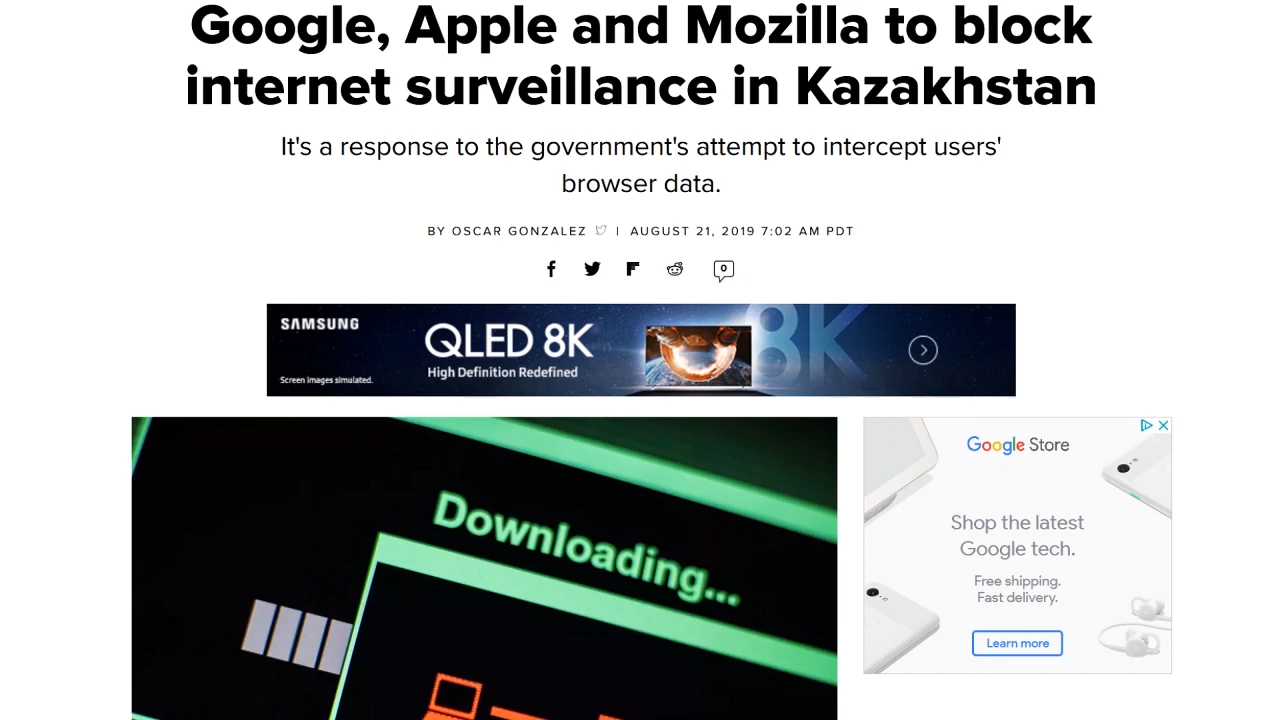 Google, Apple and Mozilla to block
internet surveillance in Kazakhstan
It's a response to the government's attempt to intercept users'
browser data.
BY OSCAR GONZALEZ | AUGUST 21, 2019 7:02 AM PDT
0
SAMSUNG
QLED 8K
High Definition Redefined
Screen images simulated.
8K
Downloading...
Google Store
Shop the latest
Google tech.
Free shipping.
Fast delivery.
Learn more